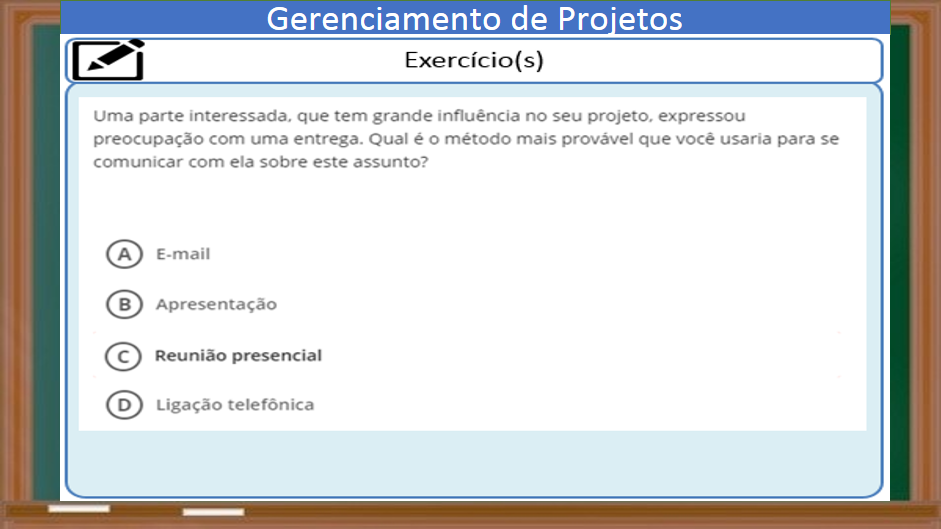 Gerenciamento de Projetos
Exercício(s)
Uma parte interessada, que tem grande influência no seu projeto, expressou
preocupação com uma entrega. Qual é o método mais provável que você usaria para se
comunicar com ela sobre este assunto?
A E-mail
B Apresentação
C Reunião presencial
D Ligação telefônica